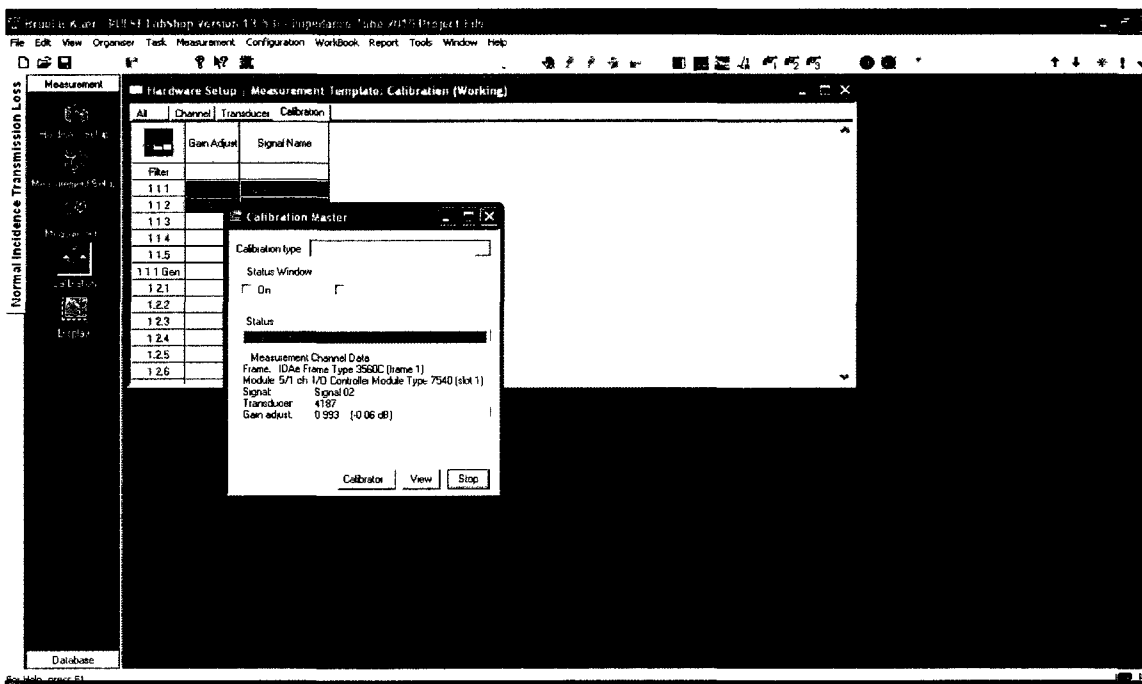 File Edit View Organiser Task Measurement Configuration WorkBook Report Tools Window Help
Normal Incidence Transmission Loss
Measurement
Calibration
Display
Database
Hardware Setup : Measurement Template: Calibration (Working)
All Channel Transducer Calibration
Gain Adjust Signal Name
Filter
1 1 1
1 1 2
1 1 3
1 1 4
1 1.5
1 1 1 Gen
1 2.1
1.2.2
1 2 3
1 2 4
1.2.5
1 2 6
Calibration Master
Calibration type
Status Window
On
Status
Measurement Channel Data
Frame. IDAe Frame Type 3560C (frame 1)
Module 5/1 ch I/O Controller Module Type 7540 (slot 1)
Signal: Signal 02
Transducer 4187
Gain adjust. 0 993 (-0 06 dB)
Calibrator View Stop
For Help, press F1